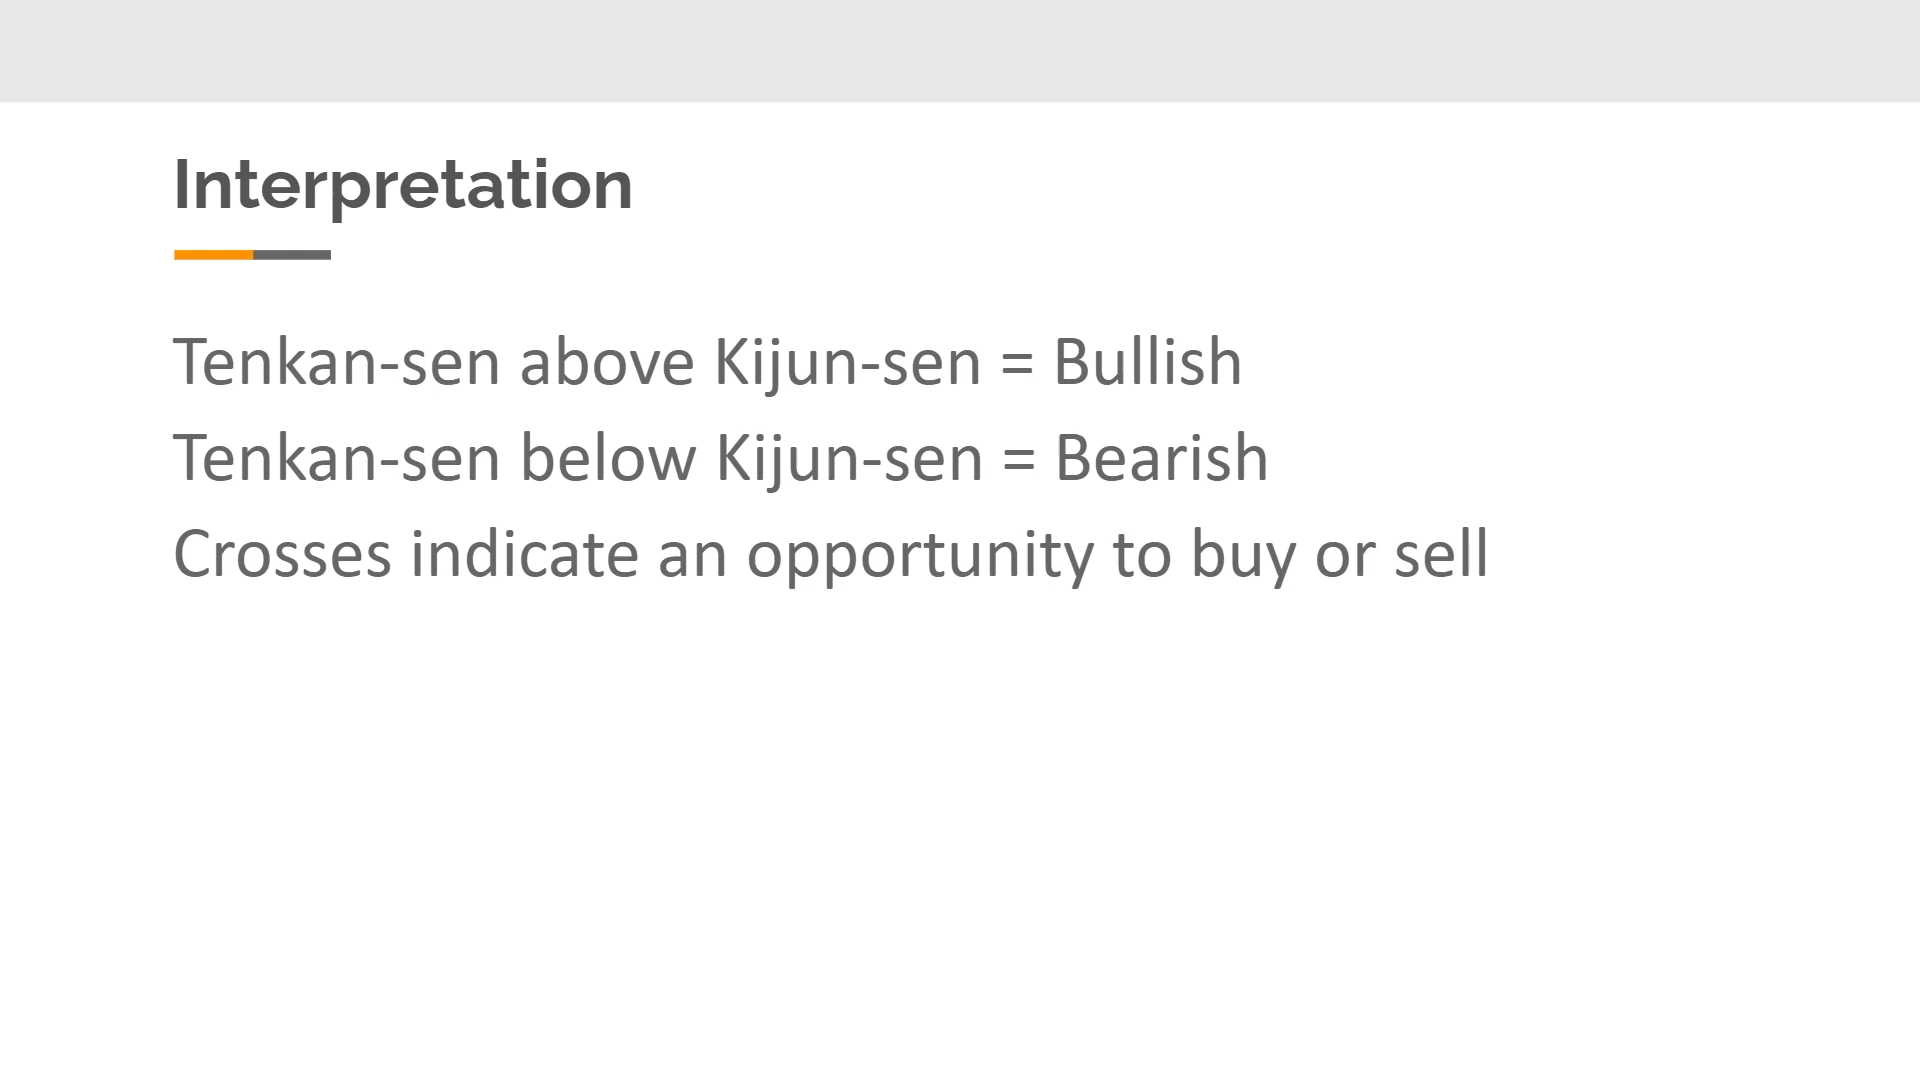 Interpretation
Tenkan-sen above Kijun-sen = Bullish
Tenkan-sen below Kijun-sen = Bearish
Crosses indicate an opportunity to buy or sell